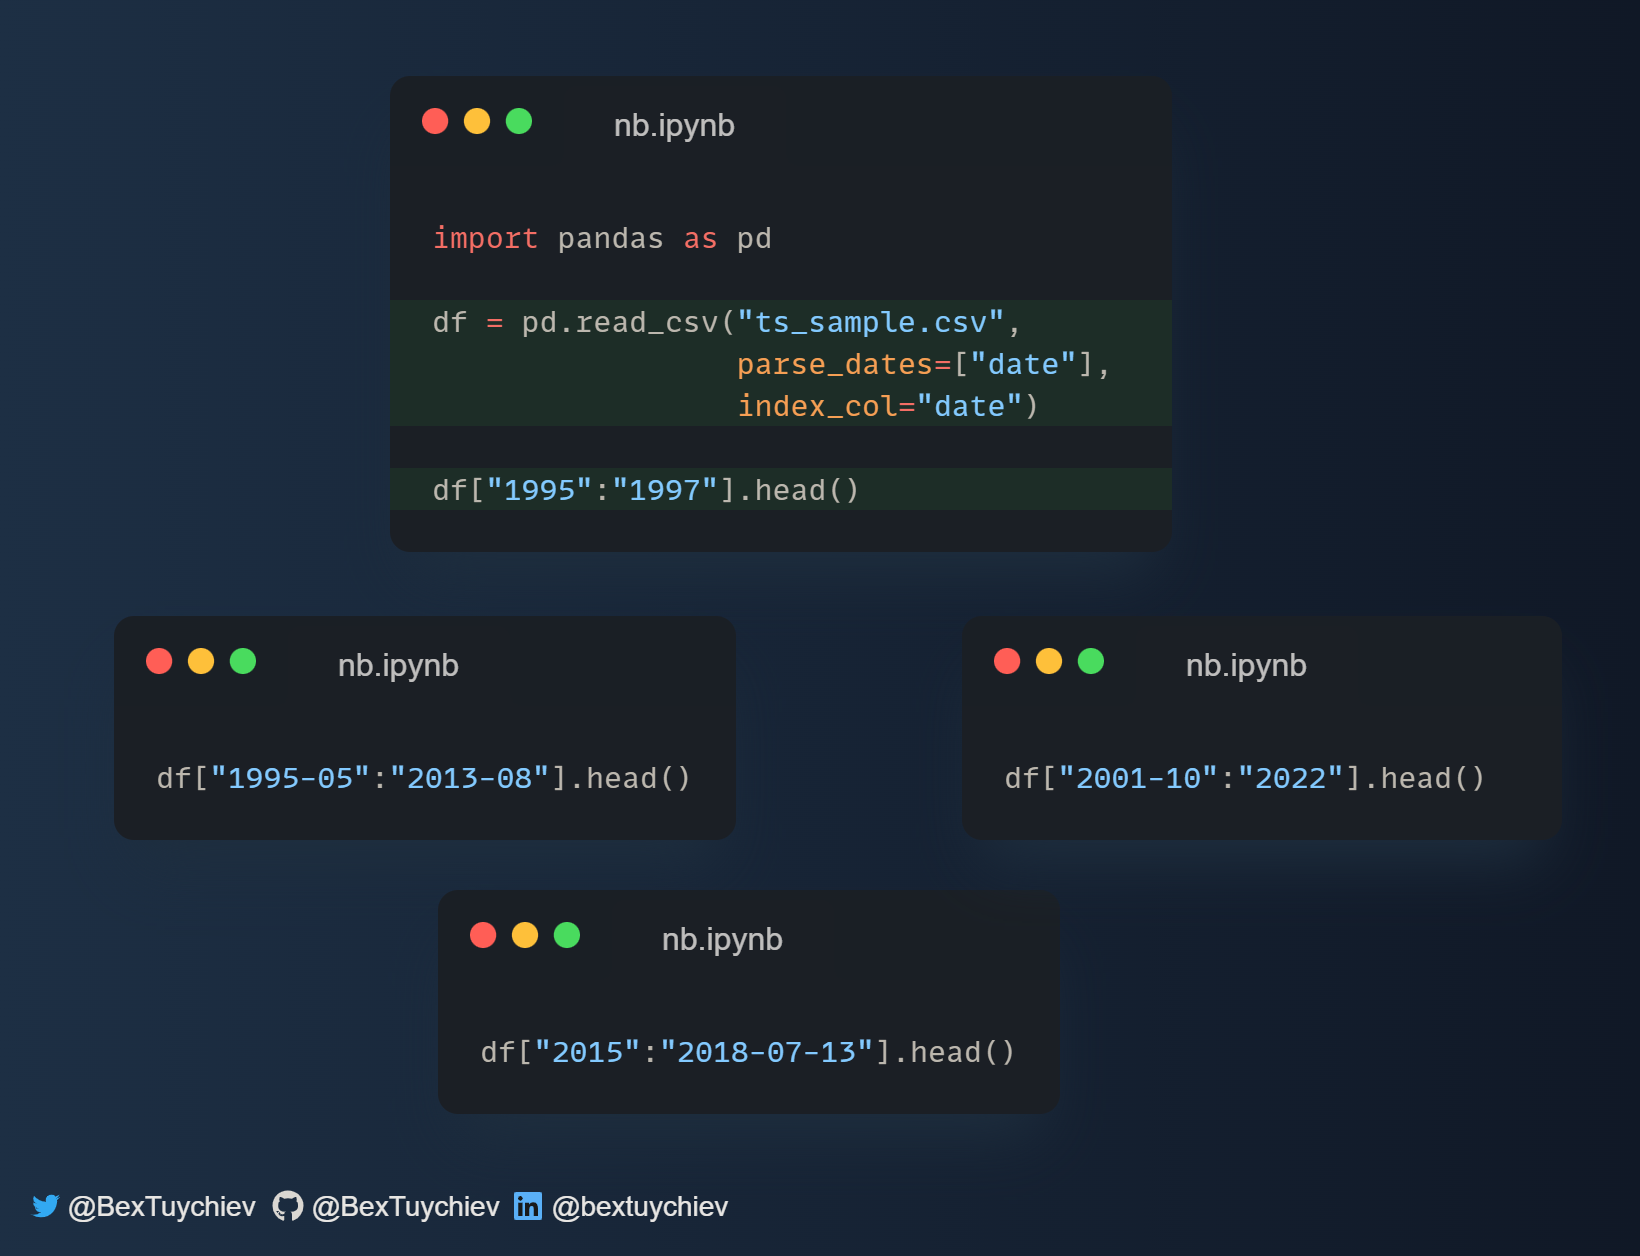 nb.ipynb
import pandas as pd
df = pd.read_csv("ts_sample.csv",
parse_dates=["date"],
index_col="date")
df["1995":"1997"].head()
nb.ipynb
df["1995-05":"2013-08"].head()
nb.ipynb
df["2001-10":"2022"].head()
nb.ipynb
df["2015":"2018-07-13"].head()
@BexTuychiev @BexTuychiev in @bextuychiev